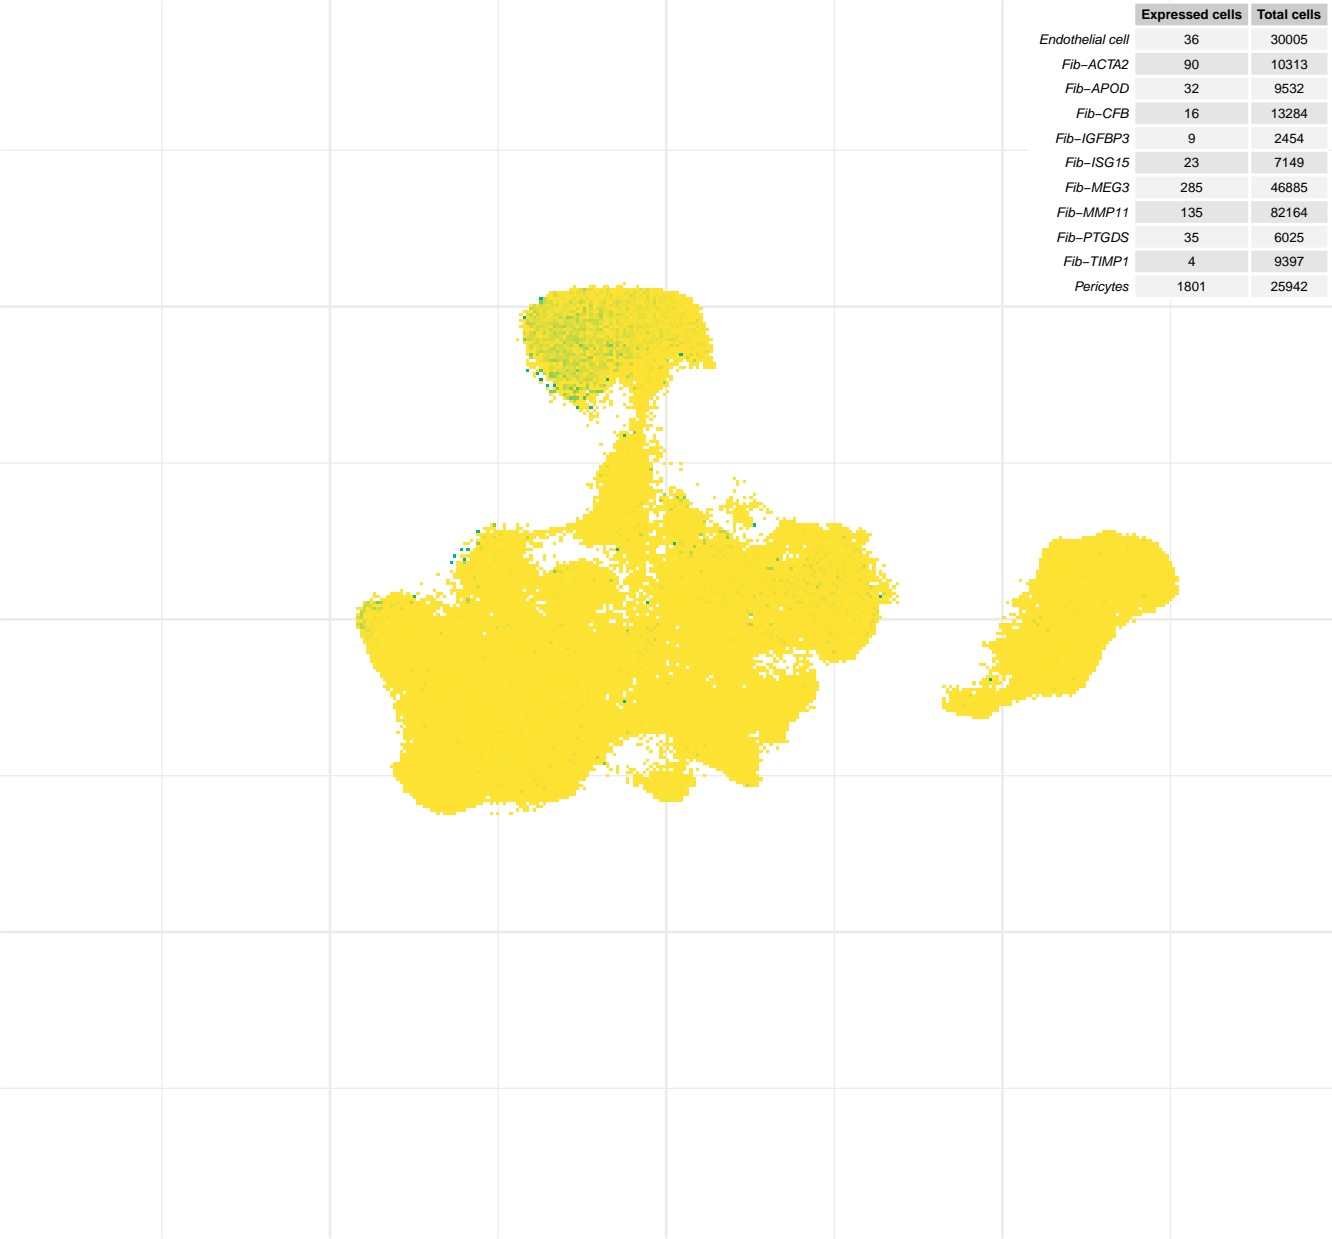 Expressed cells Total cells
Endothelial cell 36 30005
Fib−ACTA2 90 10313
Fib−APOD 32 9532
Fib−CFB 16 13284
Fib−IGFBP3 9 2454
Fib−ISG15 23 7149
Fib−MEG3 285 46885
Fib−MMP11 135 82164
Fib−PTGDS 35 6025
Fib−TIMP1 4 9397
Pericytes 1801 25942